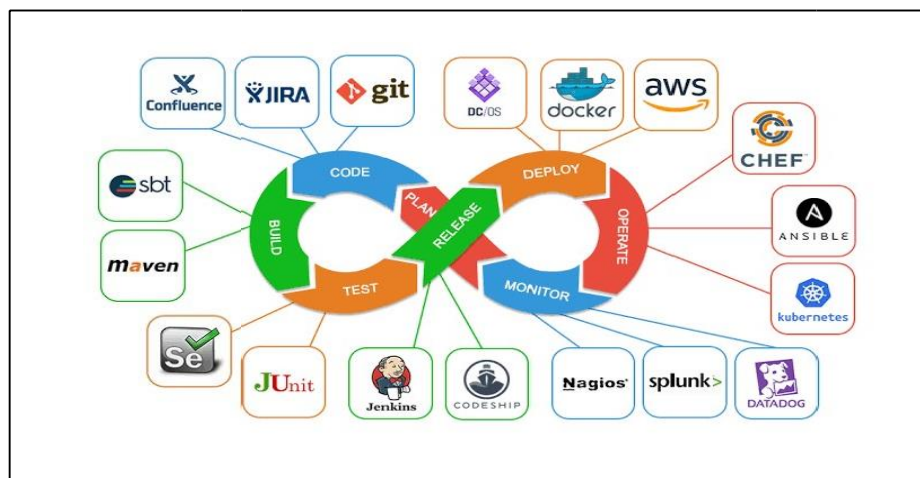 Confluence
JIRA
git
DC/OS
docker
aws
CHEF
sbt
CODE
PLAN
RELEASE
DEPLOY
OPERATE
BUILD
ANSIBLE
maven
TEST
MONITOR
kubernetes
Se
JUnit
Jenkins
CODESHIP
Nagios®
splunk>
DATADOG